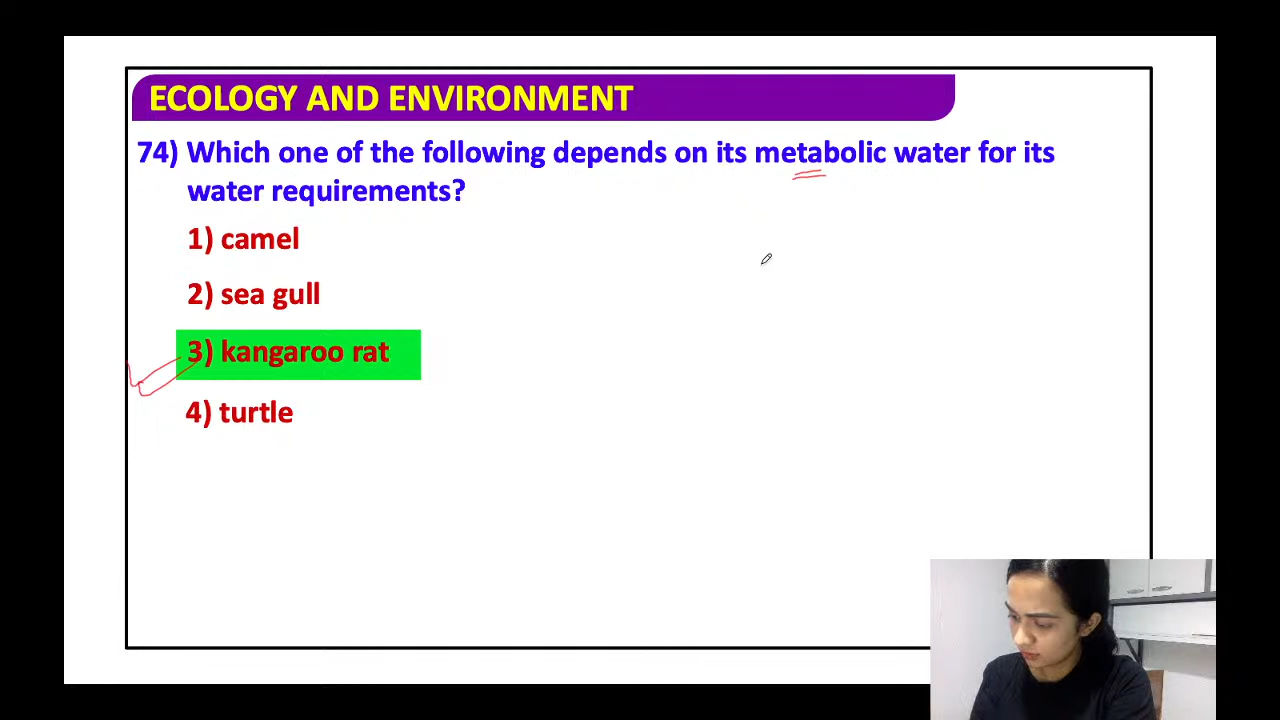 ECOLOGY AND ENVIRONMENT
74) Which one of the following depends on its metabolic water for its
water requirements?
1) camel
2) sea gull
3) kangaroo rat
4) turtle